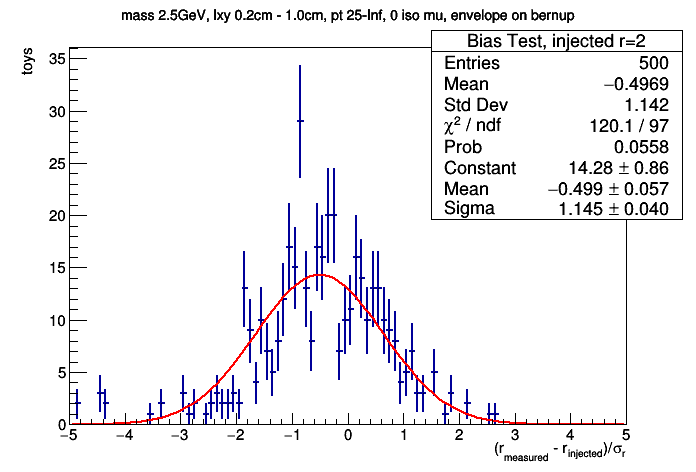 mass 2.5GeV, lxy 0.2cm - 1.0cm, pt 25-Inf, 0 iso mu, envelope on bernup
Bias Test, injected r=2
Entries 500
Mean −0.4969
Std Dev 1.142
χ² / ndf 120.1 / 97
Prob 0.0558
Constant 14.28 ± 0.86
Mean −0.499 ± 0.057
Sigma 1.145 ± 0.040
toys
35
30
25
20
15
10
5
0
−5 −4 −3 −2 −1 0 1 2 3 4 5
(r_measured - r_injected)/σ_r